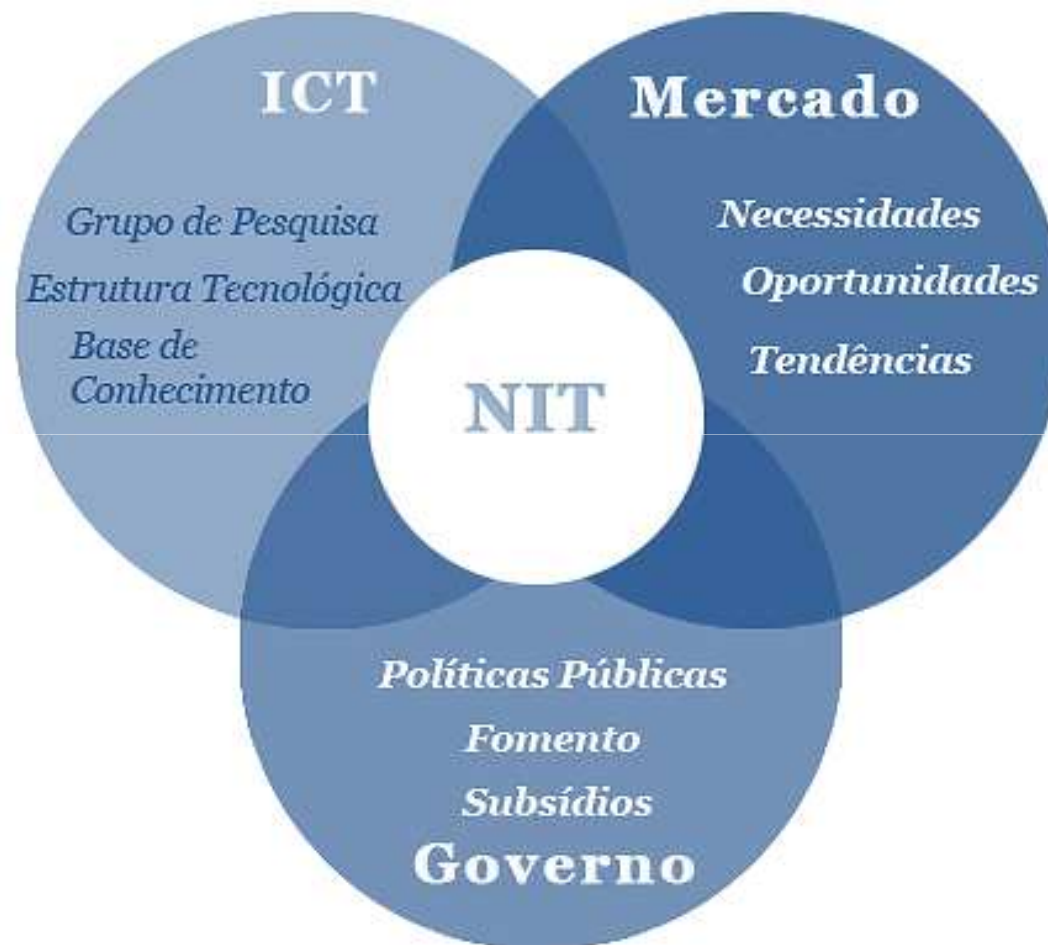 ICT
Grupo de Pesquisa
Estrutura Tecnológica
Base de
Conhecimento
Mercado
Necessidades
Oportunidades
Tendências
NIT
Políticas Públicas
Fomento
Subsídios
Governo